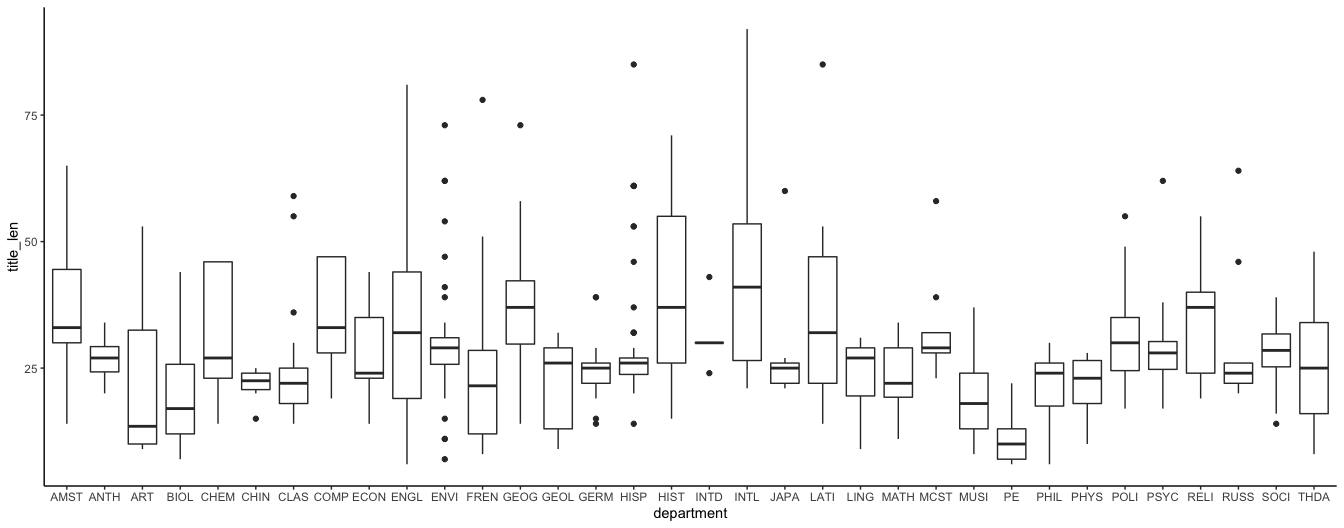 title_len
75
50
25
AMST ANTH ART BIOL CHEM CHIN CLAS COMP ECON ENGL ENVI FREN GEOG GEOL GERM HISP HIST INTD INTL JAPA LATI LING MATH MCST MUSI PE PHIL PHYS POLI PSYC RELI RUSS SOCI THDA
department